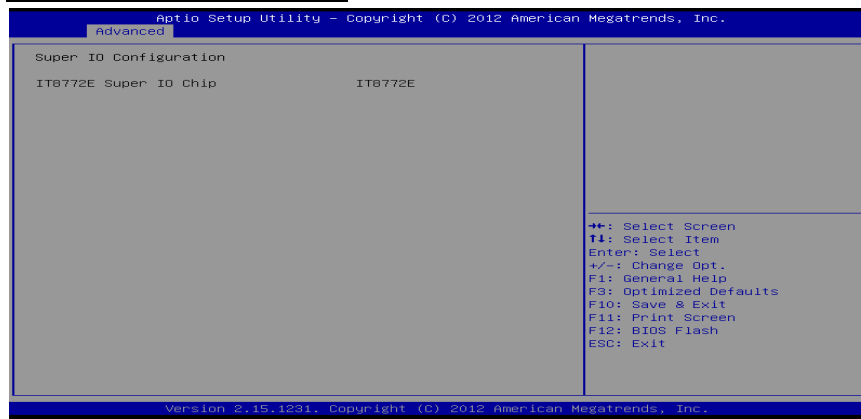 Aptio Setup Utility – Copyright (C) 2012 American Megatrends, Inc.
Advanced
Super IO Configuration
IT8772E Super IO Chip IT8772E
→←: Select Screen
↑↓: Select Item
Enter: Select
+/-: Change Opt.
F1: General Help
F3: Optimized Defaults
F10: Save & Exit
F11: Print Screen
F12: BIOS Flash
ESC: Exit
Version 2.15.1231. Copyright (C) 2012 American Megatrends, Inc.